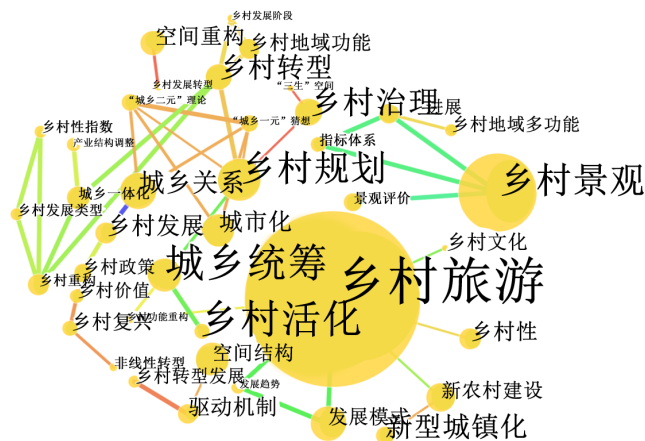 乡村发展阶段
空间重构
乡村地域功能
乡村转型
乡村发展转型
“三生”空间
“城乡二元”理论
乡村治理
进展
“城乡一元”猜想
乡村性指数
乡村地域多功能
产业结构调整
指标体系
乡村规划
城乡关系
乡村景观
城乡一体化
景观评价
乡村发展类型
乡村发展
城市化
乡村文化
城乡统筹
乡村旅游
乡村政策
乡村重构
乡村价值
乡村功能重构
乡村复兴
乡村活化
乡村性
空间结构
非线性转型
乡村转型发展
发展趋势
新农村建设
驱动机制
发展模式
新型城镇化